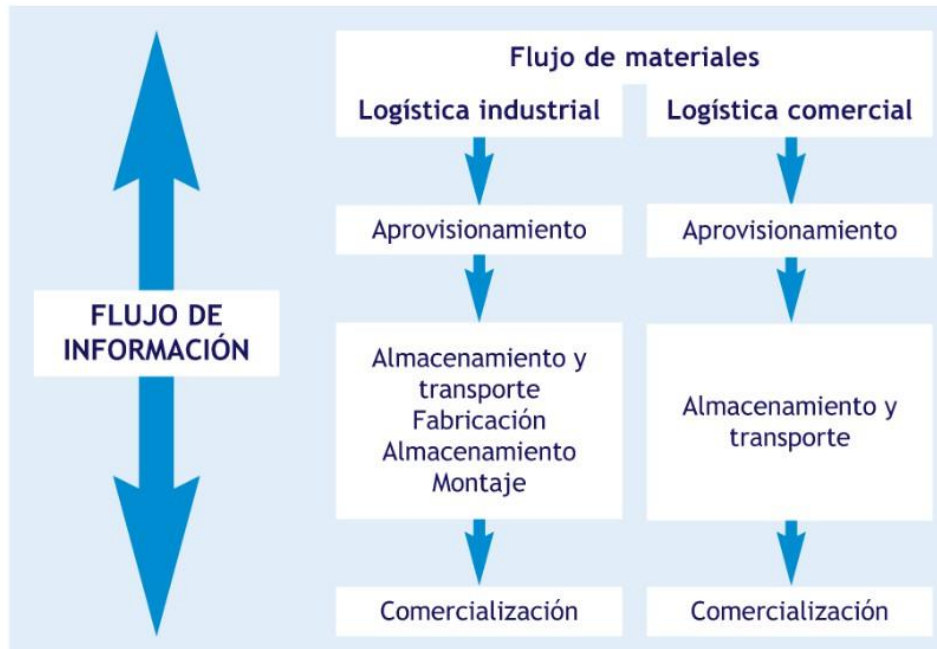 FLUJO DE
INFORMACIÓN
Flujo de materiales
Logística industrial
Aprovisionamiento
Almacenamiento y
transporte
Fabricación
Almacenamiento
Montaje
Comercialización
Logística comercial
Aprovisionamiento
Almacenamiento y
transporte
Comercialización